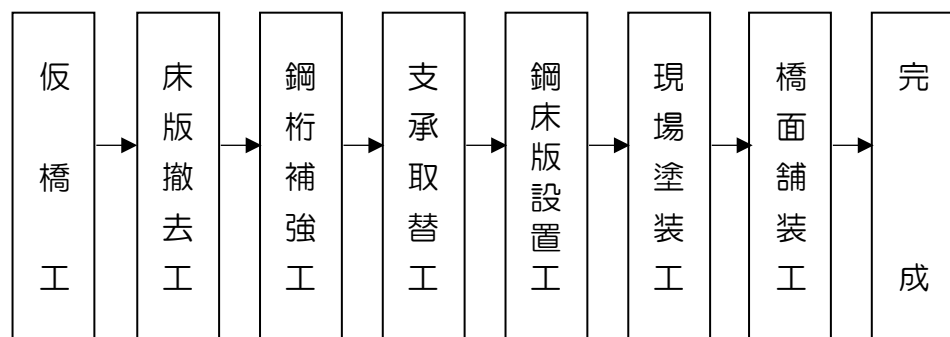 仮橋工
床版撤去工
鋼桁補強工
支承取替工
鋼床版設置工
現場塗装工
橋面舗装工
完成